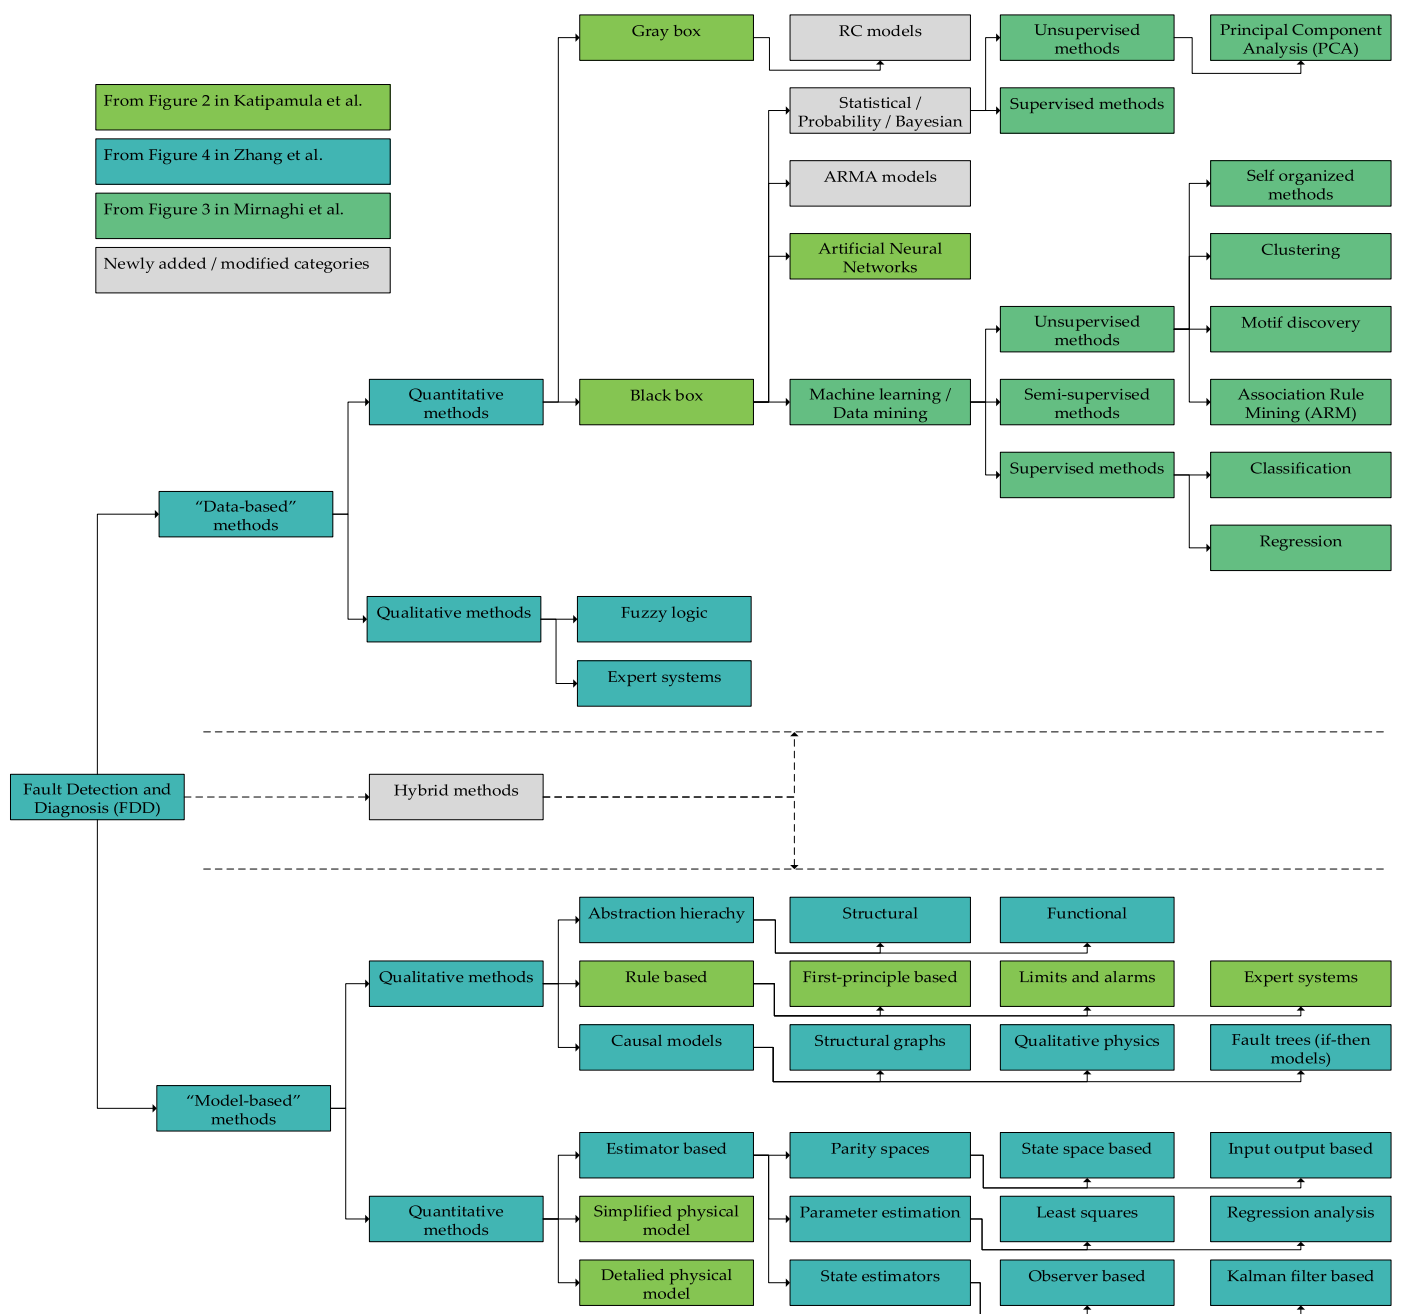 Gray box
RC models
Unsupervised
methods
Principal Component
Analysis (PCA)
From Figure 2 in Katipamula et al.
From Figure 4 in Zhang et al.
From Figure 3 in Mirnaghi et al.
Newly added / modified categories
Statistical /
Probability / Bayesian
Supervised methods
ARMA models
Self organized
methods
Artificial Neural
Networks
Clustering
Unsupervised
methods
Motif discovery
Quantitative
methods
Black box
Machine learning /
Data mining
Semi-supervised
methods
Association Rule
Mining (ARM)
Supervised methods
Classification
“Data-based”
methods
Regression
Qualitative methods
Fuzzy logic
Expert systems
Fault Detection and
Diagnosis (FDD)
Hybrid methods
Abstraction hierachy
Structural
Functional
Qualitative methods
Rule based
First-principle based
Limits and alarms
Expert systems
Causal models
Structural graphs
Qualitative physics
Fault trees (if-then
models)
“Model-based”
methods
Estimator based
Parity spaces
State space based
Input output based
Quantitative
methods
Simplified physical
model
Parameter estimation
Least squares
Regression analysis
Detalied physical
model
State estimators
Observer based
Kalman filter based